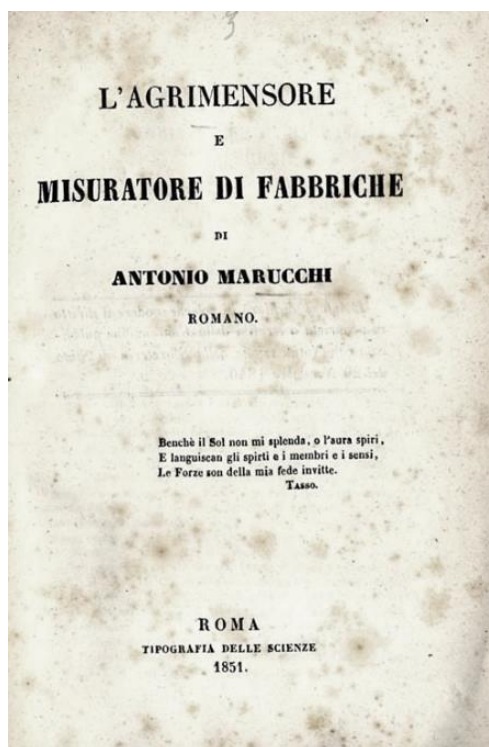 3
L'AGRIMENSORE
E
MISURATORE DI FABBRICHE
DI
ANTONIO MARUCCHI
ROMANO.
Benchè il Sol non mi splenda, o l'aura spiri,
E languiscan gli spirti e i membri e i sensi,
Le Forze son della mia fede invitte.
TASSO.
ROMA
TIPOGRAFIA DELLE SCIENZE
1851.